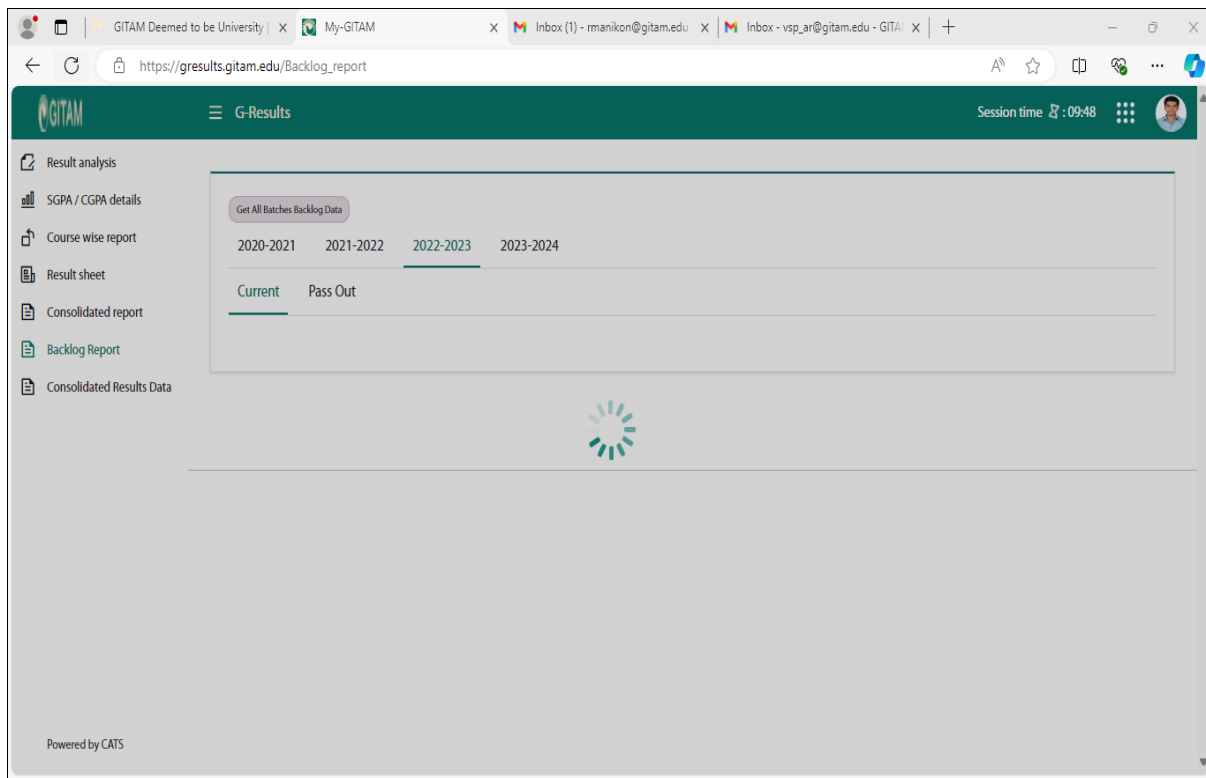 GITAM Deemed to be University |
My-GITAM
Inbox (1) - rmanikon@gitam.edu
Inbox - vsp_ar@gitam.edu - GITA
https://gresults.gitam.edu/Backlog_report
GITAM
G-Results
Session time : 09:48
Result analysis
SGPA / CGPA details
Course wise report
Result sheet
Consolidated report
Backlog Report
Consolidated Results Data
Get All Batches Backlog Data
2020-2021 2021-2022 2022-2023 2023-2024
Current Pass Out
Powered by CATS